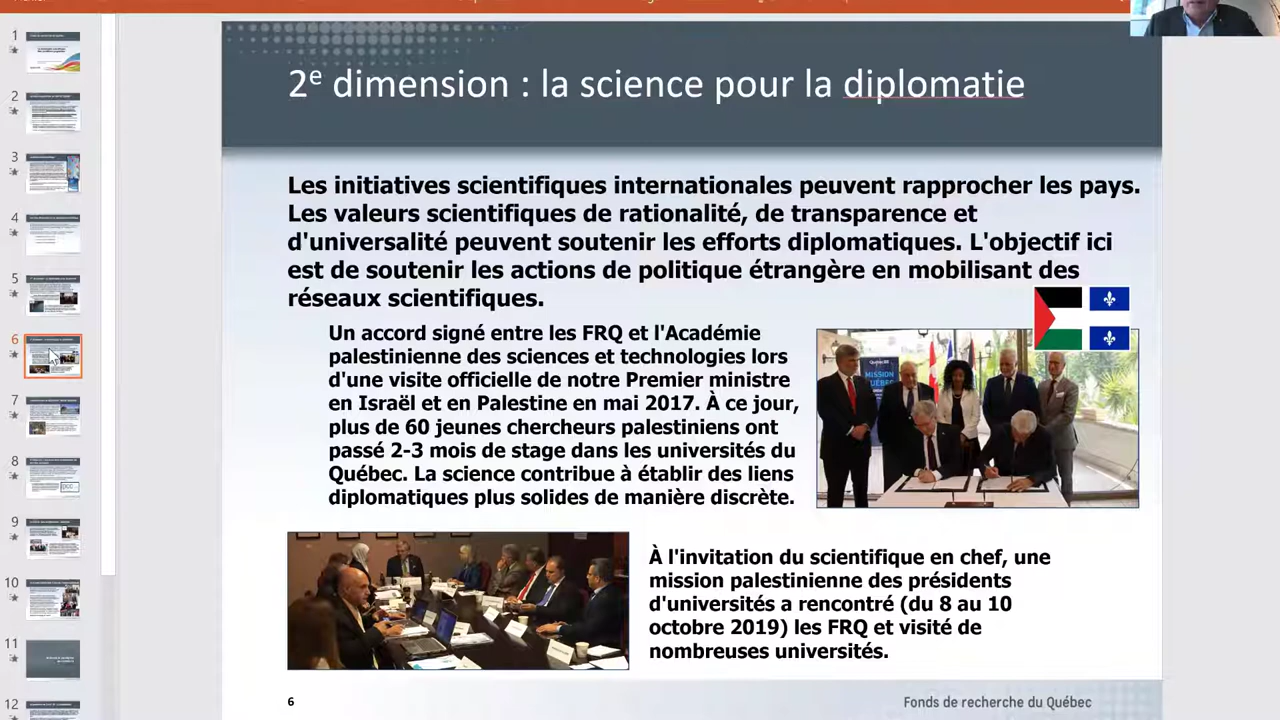 2e dimension : la science pour la diplomatie
Les initiatives scientifiques internationales peuvent rapprocher les pays.
Les valeurs scientifiques de rationalité, de transparence et
d'universalité peuvent soutenir les efforts diplomatiques. L'objectif ici
est de soutenir les actions de politique étrangère en mobilisant des
réseaux scientifiques.
Un accord signé entre les FRQ et l'Académie
palestinienne des sciences et technologies lors
d'une visite officielle de notre Premier ministre
en Israël et en Palestine en mai 2017. À ce jour,
plus de 60 jeunes chercheurs palestiniens ont
passé 2-3 mois de stage dans les universités du
Québec. La science contribue à établir des liens
diplomatiques plus solides de manière discrète.
MISSION
QUÉBEC
À l'invitation du scientifique en chef, une
mission palestinienne des présidents
d'universités a rencontré (du 8 au 10
octobre 2019) les FRQ et visité de
nombreuses universités.
6
Fonds de recherche du Québec
1
2
3
4
5
6
8
9
10
11
12